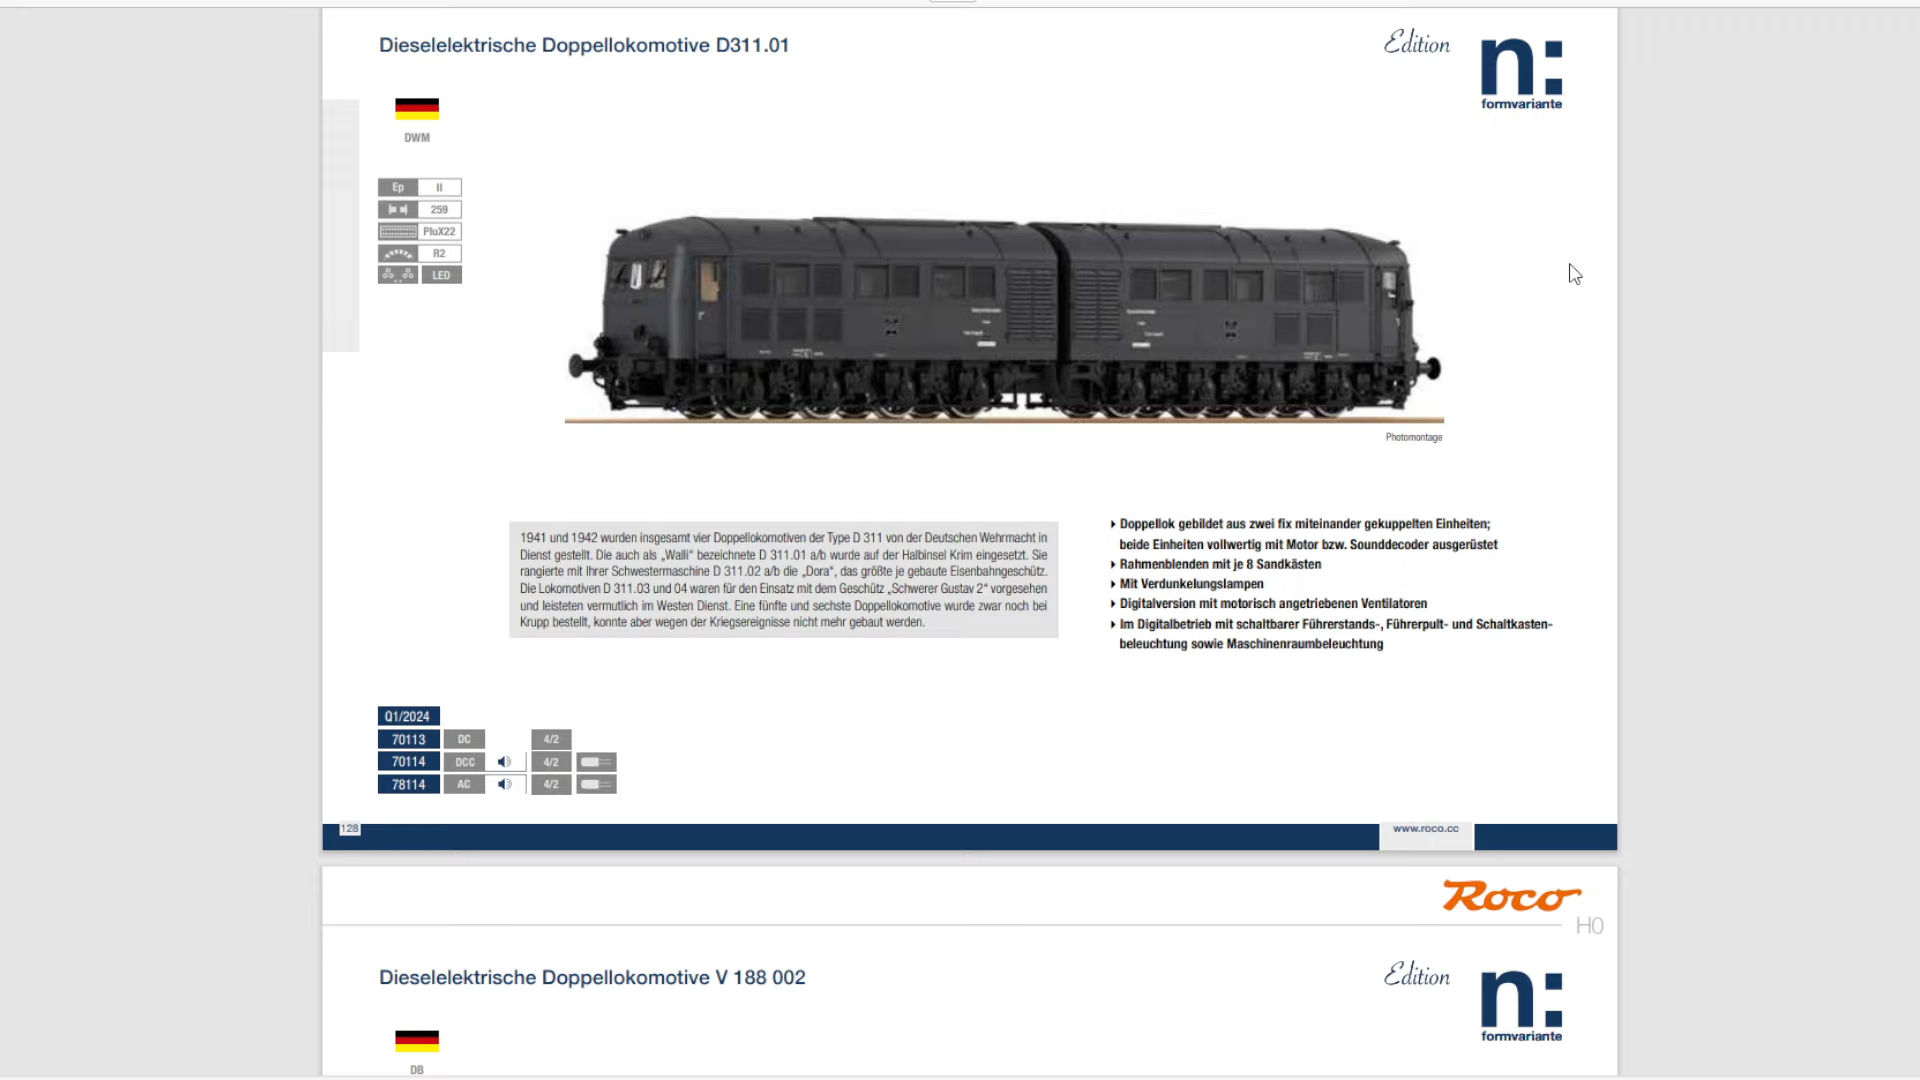 Dieselelektrische Doppellokomotive D311.01
Edition
n:
formvariante
DWM
Ep II
259
PluX22
R2
LED
Photomontage
1941 und 1942 wurden insgesamt vier Doppellokomotiven der Type D 311 von der Deutschen Wehrmacht in
Dienst gestellt. Die auch als „Walli“ bezeichnete D 311.01 a/b wurde auf der Halbinsel Krim eingesetzt. Sie
rangierte mit Ihrer Schwestermaschine D 311.02 a/b die „Dora“, das größte je gebaute Eisenbahngeschütz.
Die Lokomotiven D 311.03 und 04 waren für den Einsatz mit dem Geschütz „Schwerer Gustav 2“ vorgesehen
und leisteten vermutlich im Westen Dienst. Eine fünfte und sechste Doppellokomotive wurde zwar noch bei
Krupp bestellt, konnte aber wegen der Kriegsereignisse nicht mehr gebaut werden.
Doppellok gebildet aus zwei fix miteinander gekuppelten Einheiten;
beide Einheiten vollwertig mit Motor bzw. Sounddecoder ausgerüstet
Rahmenblenden mit je 8 Sandkästen
Mit Verdunkelungslampen
Digitalversion mit motorisch angetriebenen Ventilatoren
Im Digitalbetrieb mit schaltbarer Führerstands-, Führerpult- und Schaltkasten-
beleuchtung sowie Maschinenraumbeleuchtung
Q1/2024
70113 DC 4/2
70114 DCC 4/2
78114 AC 4/2
128
www.roco.cc
Roco
H0
Dieselelektrische Doppellokomotive V 188 002
Edition
n:
formvariante
DB